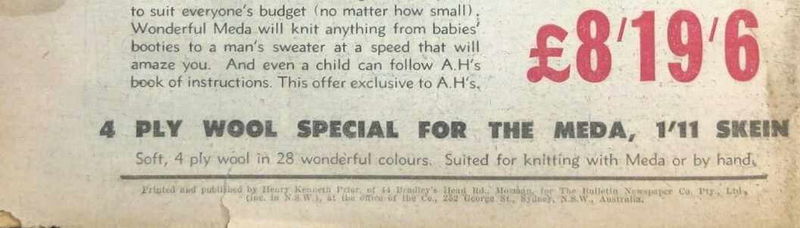 to suit everyone's budget (no matter how small).
Wonderful Meda will knit anything from babies'
booties to a man's sweater at a speed that will
amaze you. And even a child can follow A.H's
book of instructions. This offer exclusive to A.H's.
£8/19/6
4 PLY WOOL SPECIAL FOR THE MEDA, 1'11 SKEIN
Soft, 4 ply wool in 28 wonderful colours. Suited for knitting with Meda or by hand.
Printed and published by Henry Kenneth Prior, of 44 Bradley's Head Rd., Mosman, for The Bulletin Newspaper Co. Pty., Ltd.
(inc. in N.S.W.), at the office of the Co., 252 George St., Sydney, N.S.W., Australia.